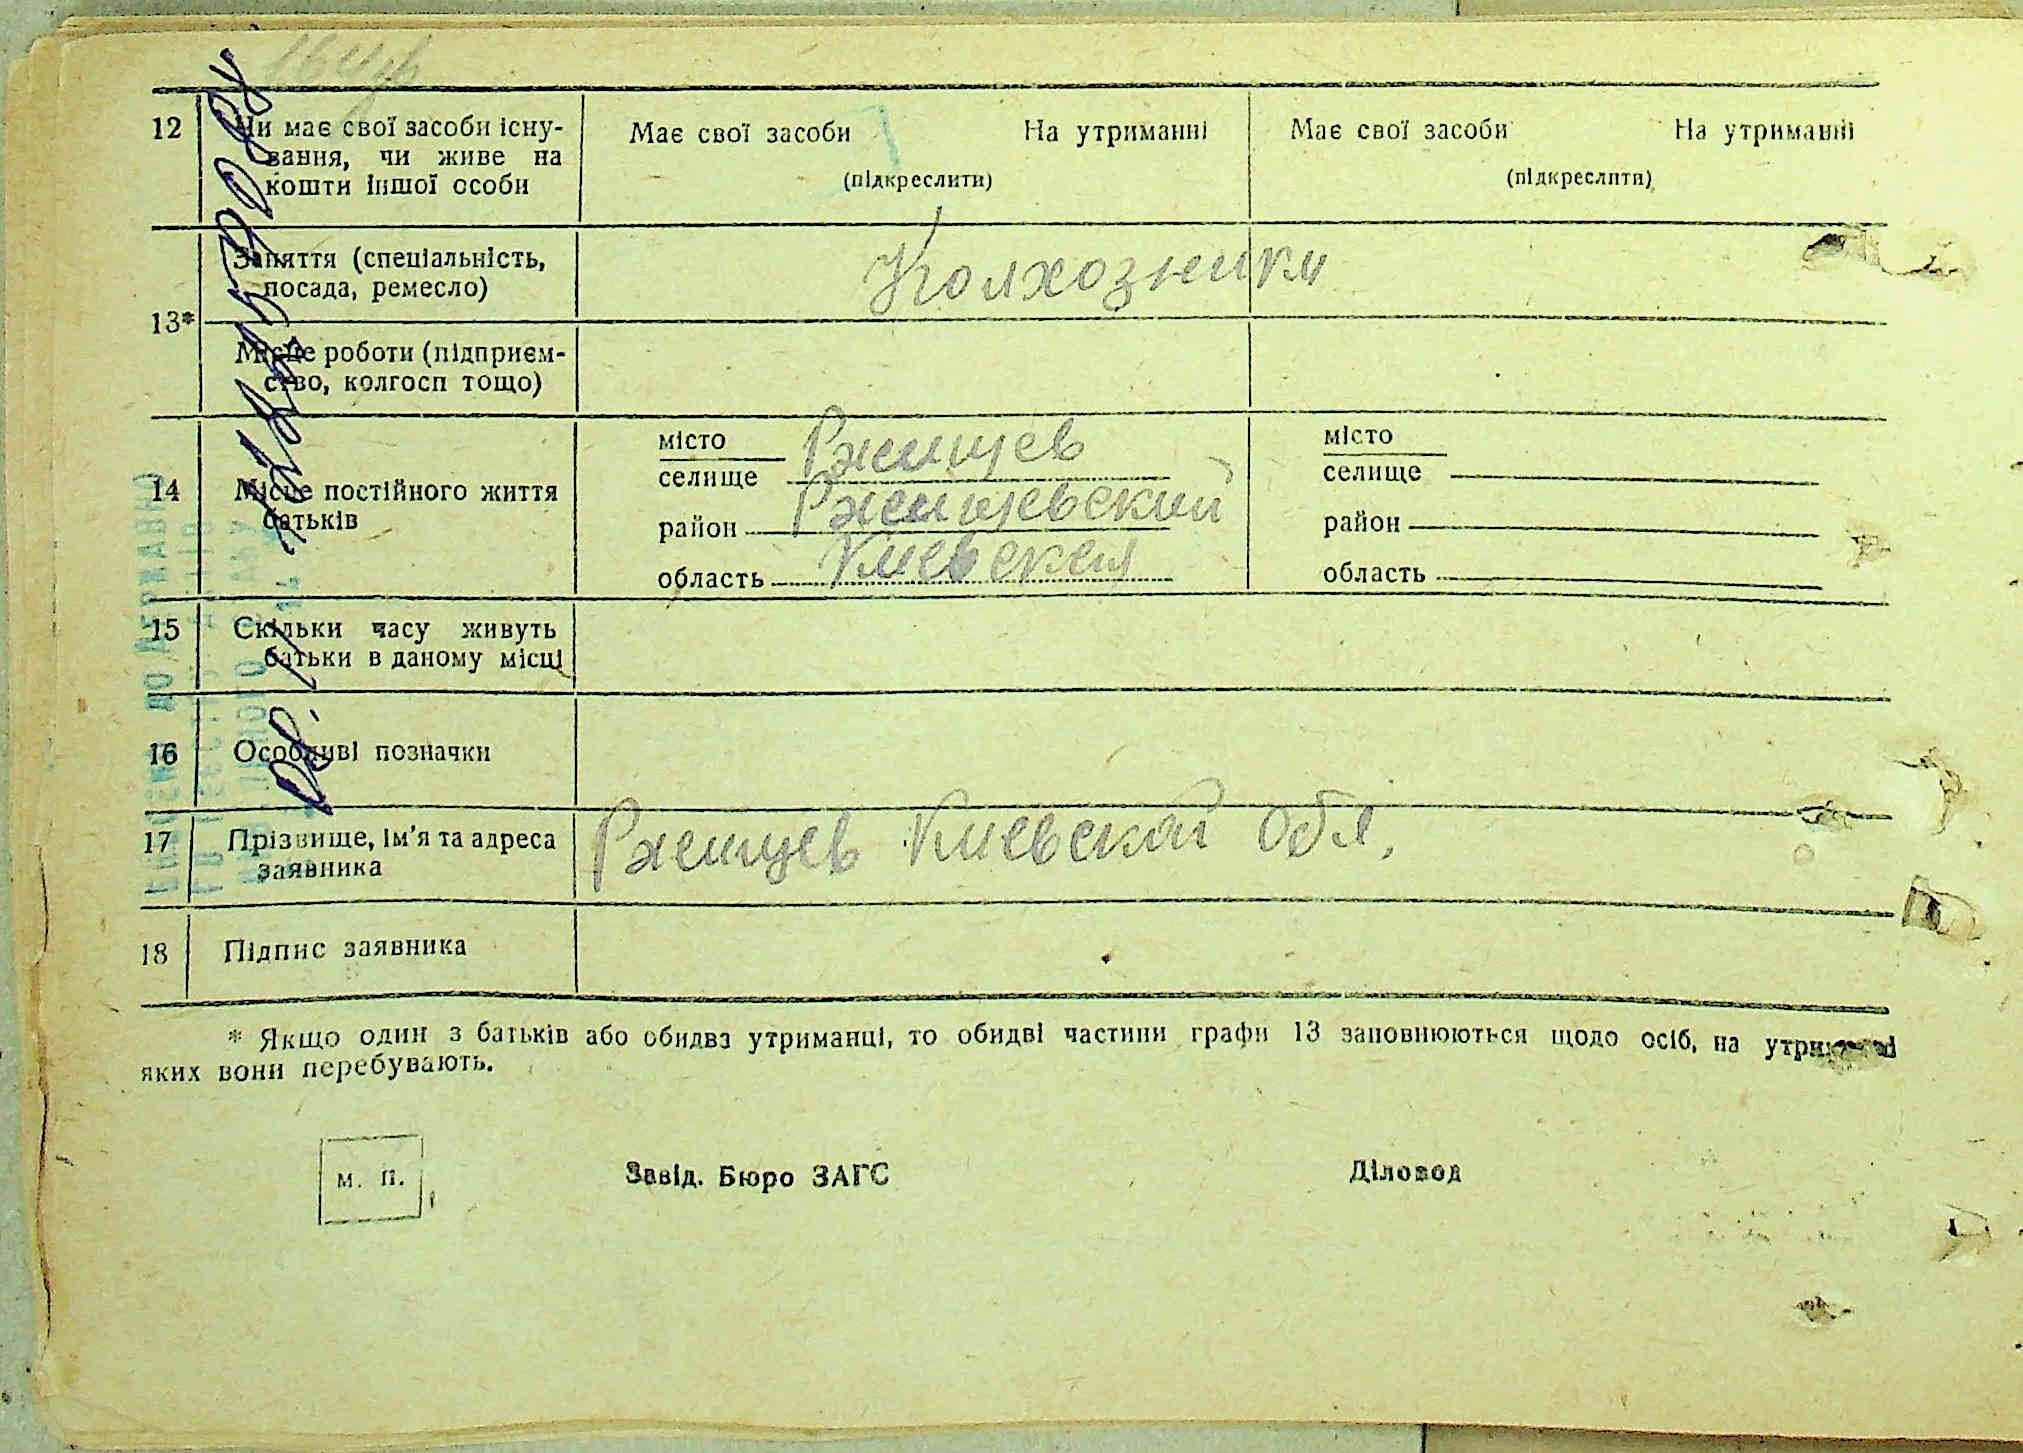 12 Чи має свої засоби існу- Має свої засоби На утриманні Має свої засоби На утриманні
вання, чи живе на
кошти іншої особи (підкреслити) (підкреслити)
Заняття (спеціальність, Колхозники
посада, ремесло)
13*
Місце роботи (підприєм-
ство, колгосп тощо)
місто місто
селище Ржищев селище
14 Місце постійного життя
батьків
район Ржищевский район
область Киевская область
15 Скільки часу живуть
батьки в даному місці
16 Особливі позначки
17 Прізвище, ім'я та адреса Ржищев Киевской обл.
заявника
18 Підпис заявника
* Якщо один з батьків або обидва утриманці, то обидві частини графи 13 заповнюються щодо осіб, на
яких вони перебувають.
м. п. Завід. Бюро ЗАГС Діловод